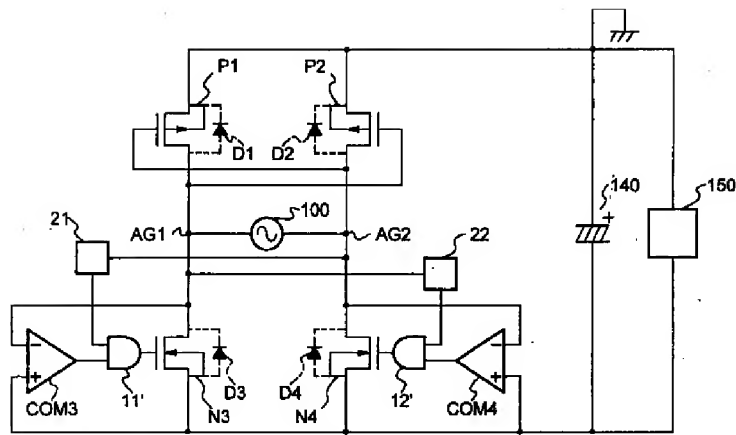 P1 P2
D1 D2
140
150
21
AG1
100
AG2
22
+
− −
+ +
D3 D4
COM3
11'
N3
N4
12'
COM4